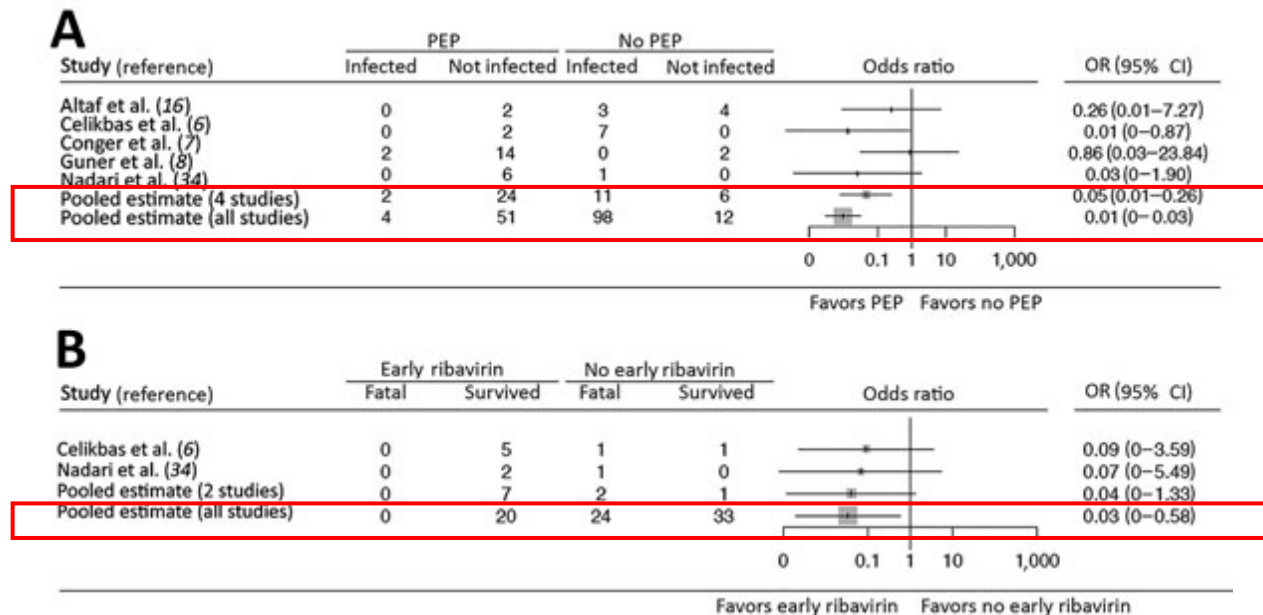 A
PEP No PEP
Study (reference) Infected Not infected Infected Not infected Odds ratio OR (95% CI)
Altaf et al. (16) 0 2 3 4 0.26 (0.01–7.27)
Celikbas et al. (6) 0 2 7 0 0.01 (0–0.87)
Conger et al. (7) 2 14 0 2 0.86 (0.03–23.84)
Guner et al. (8) 0 6 1 0 0.03 (0–1.90)
Nadari et al. (34)
Pooled estimate (4 studies) 2 24 11 6 0.05 (0.01–0.26)
Pooled estimate (all studies) 4 51 98 12 0.01 (0–0.03)
0 0.1 1 10 1,000
Favors PEP Favors no PEP
B
Early ribavirin No early ribavirin
Study (reference) Fatal Survived Fatal Survived Odds ratio OR (95% CI)
Celikbas et al. (6) 0 5 1 1 0.09 (0–3.59)
Nadari et al. (34) 0 2 1 0 0.07 (0–5.49)
Pooled estimate (2 studies) 0 7 2 1 0.04 (0–1.33)
Pooled estimate (all studies) 0 20 24 33 0.03 (0–0.58)
0 0.1 1 10 1,000
Favors early ribavirin Favors no early ribavirin